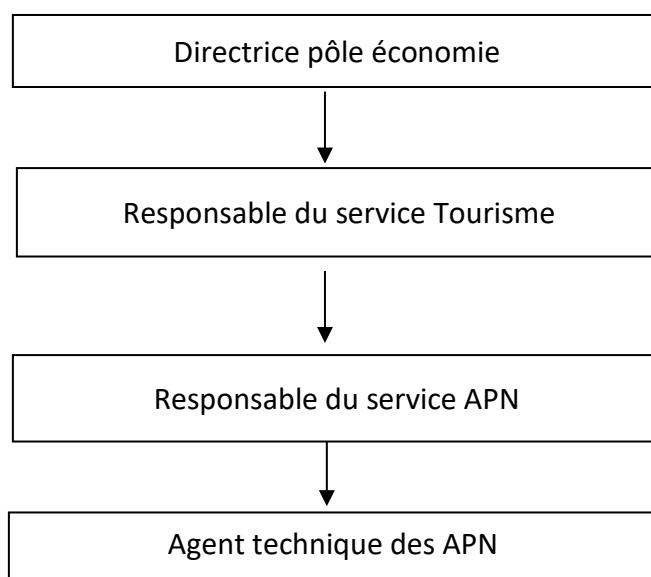 Directrice pôle économie
Responsable du service Tourisme
Responsable du service APN
Agent technique des APN